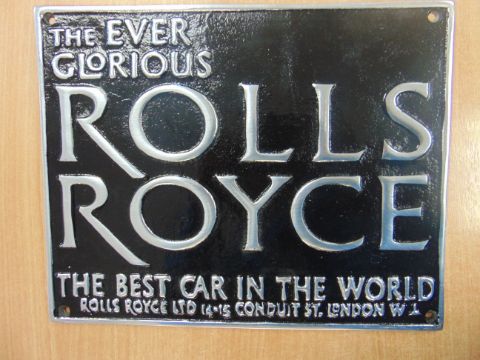 THE EVER
GLORIOUS
ROLLS
ROYCE
THE BEST CAR IN THE WORLD
ROLLS ROYCE LTD 14-15 CONDUIT ST. LONDON W 1